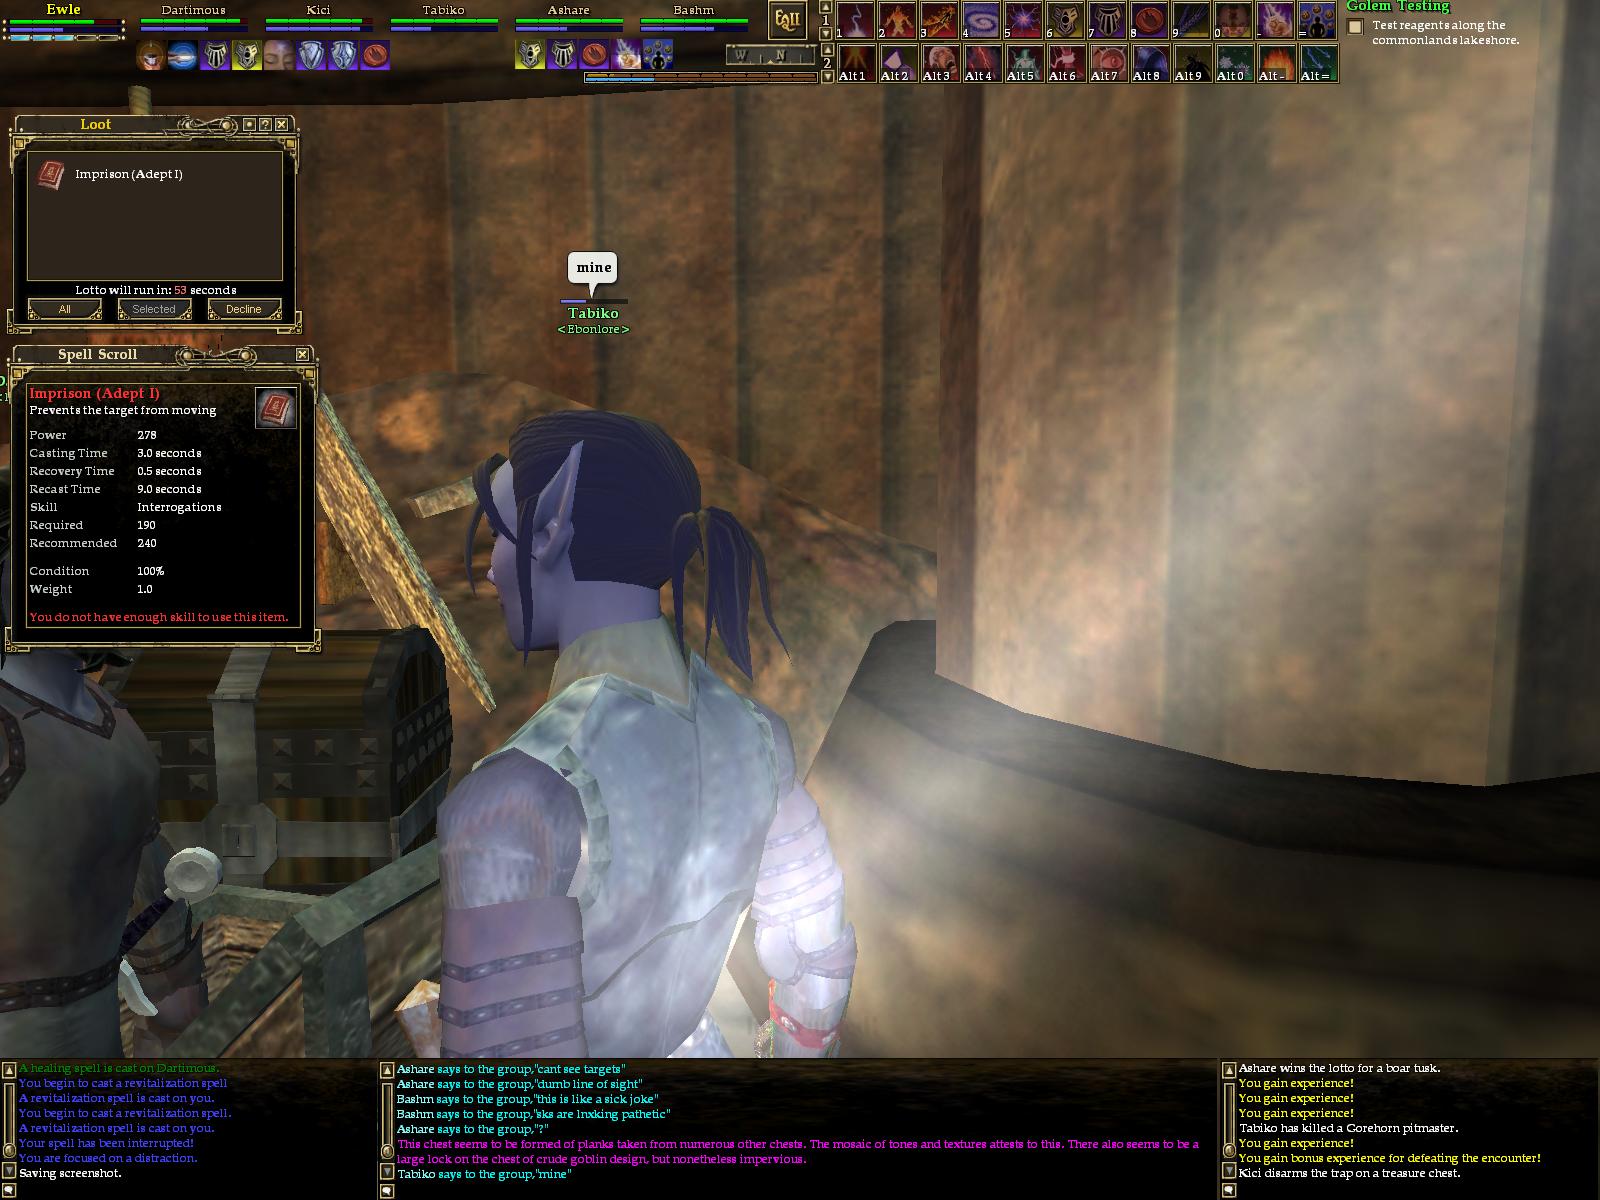 Ewle
Dartimous
Kici
Tabiko
Ashare
Bashm
EQII
W N
1
2
1 2 3 4 5 6 7 8 9 0 - =
Alt1 Alt2 Alt3 Alt4 Alt5 Alt6 Alt7 Alt8 Alt9 Alt0 Alt- Alt=
Golem Testing
Test reagents along the
commonlands lakeshore.
Loot
Imprison (Adept I)
Lotto will run in: 53 seconds
All
Selected
Decline
mine
Tabiko
<Ebonlore>
Spell Scroll
Imprison (Adept I)
Prevents the target from moving
Power 278
Casting Time 3.0 seconds
Recovery Time 0.5 seconds
Recast Time 9.0 seconds
Skill Interrogations
Required 190
Recommended 240
Condition 100%
Weight 1.0
You do not have enough skill to use this item.
A healing spell is cast on Dartimous.
You begin to cast a revitalization spell
A revitalization spell is cast on you.
You begin to cast a revitalization spell.
A revitalization spell is cast on you.
Your spell has been interrupted!
You are focused on a distraction.
Saving screenshot.
Ashare says to the group,"cant see targets"
Ashare says to the group,"dumb line of sight"
Bashm says to the group,"this is like a sick joke"
Bashm says to the group,"sks are lnxking pathetic"
Ashare says to the group,"?"
This chest seems to be formed of planks taken from numerous other chests. The mosaic of tones and textures attests to this. There also seems to be a
large lock on the chest of crude goblin design, but nonetheless impervious.
Tabiko says to the group,"mine"
Ashare wins the lotto for a boar tusk.
You gain experience!
You gain experience!
You gain experience!
Tabiko has killed a Gorehorn pitmaster.
You gain experience!
You gain bonus experience for defeating the encounter!
Kici disarms the trap on a treasure chest.